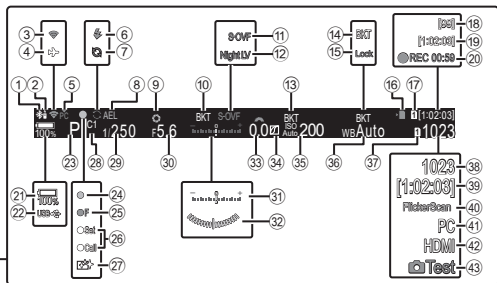 [99]
[1:02:03]
REC 00:59
S-OVF
Night LV
BKT
Lock
PC
AEL
BKT
S-OVF
BKT
[1:02:03]
100%
P
C1
1/250
F5.6
0.0
ISO
Auto 200
BKT
WB Auto
1023
100%
USB
F
Sat
Call
1023
[1:02:03]
FlickerScan
PC
HDMI
Test
1
2
3
4
5
6
7
8
9
10
11
12
13
14
15
16
17
18
19
20
21
22
23
24
25
26
27
28
29
30
31
32
33
34
35
36
37
38
39
40
41
42
43